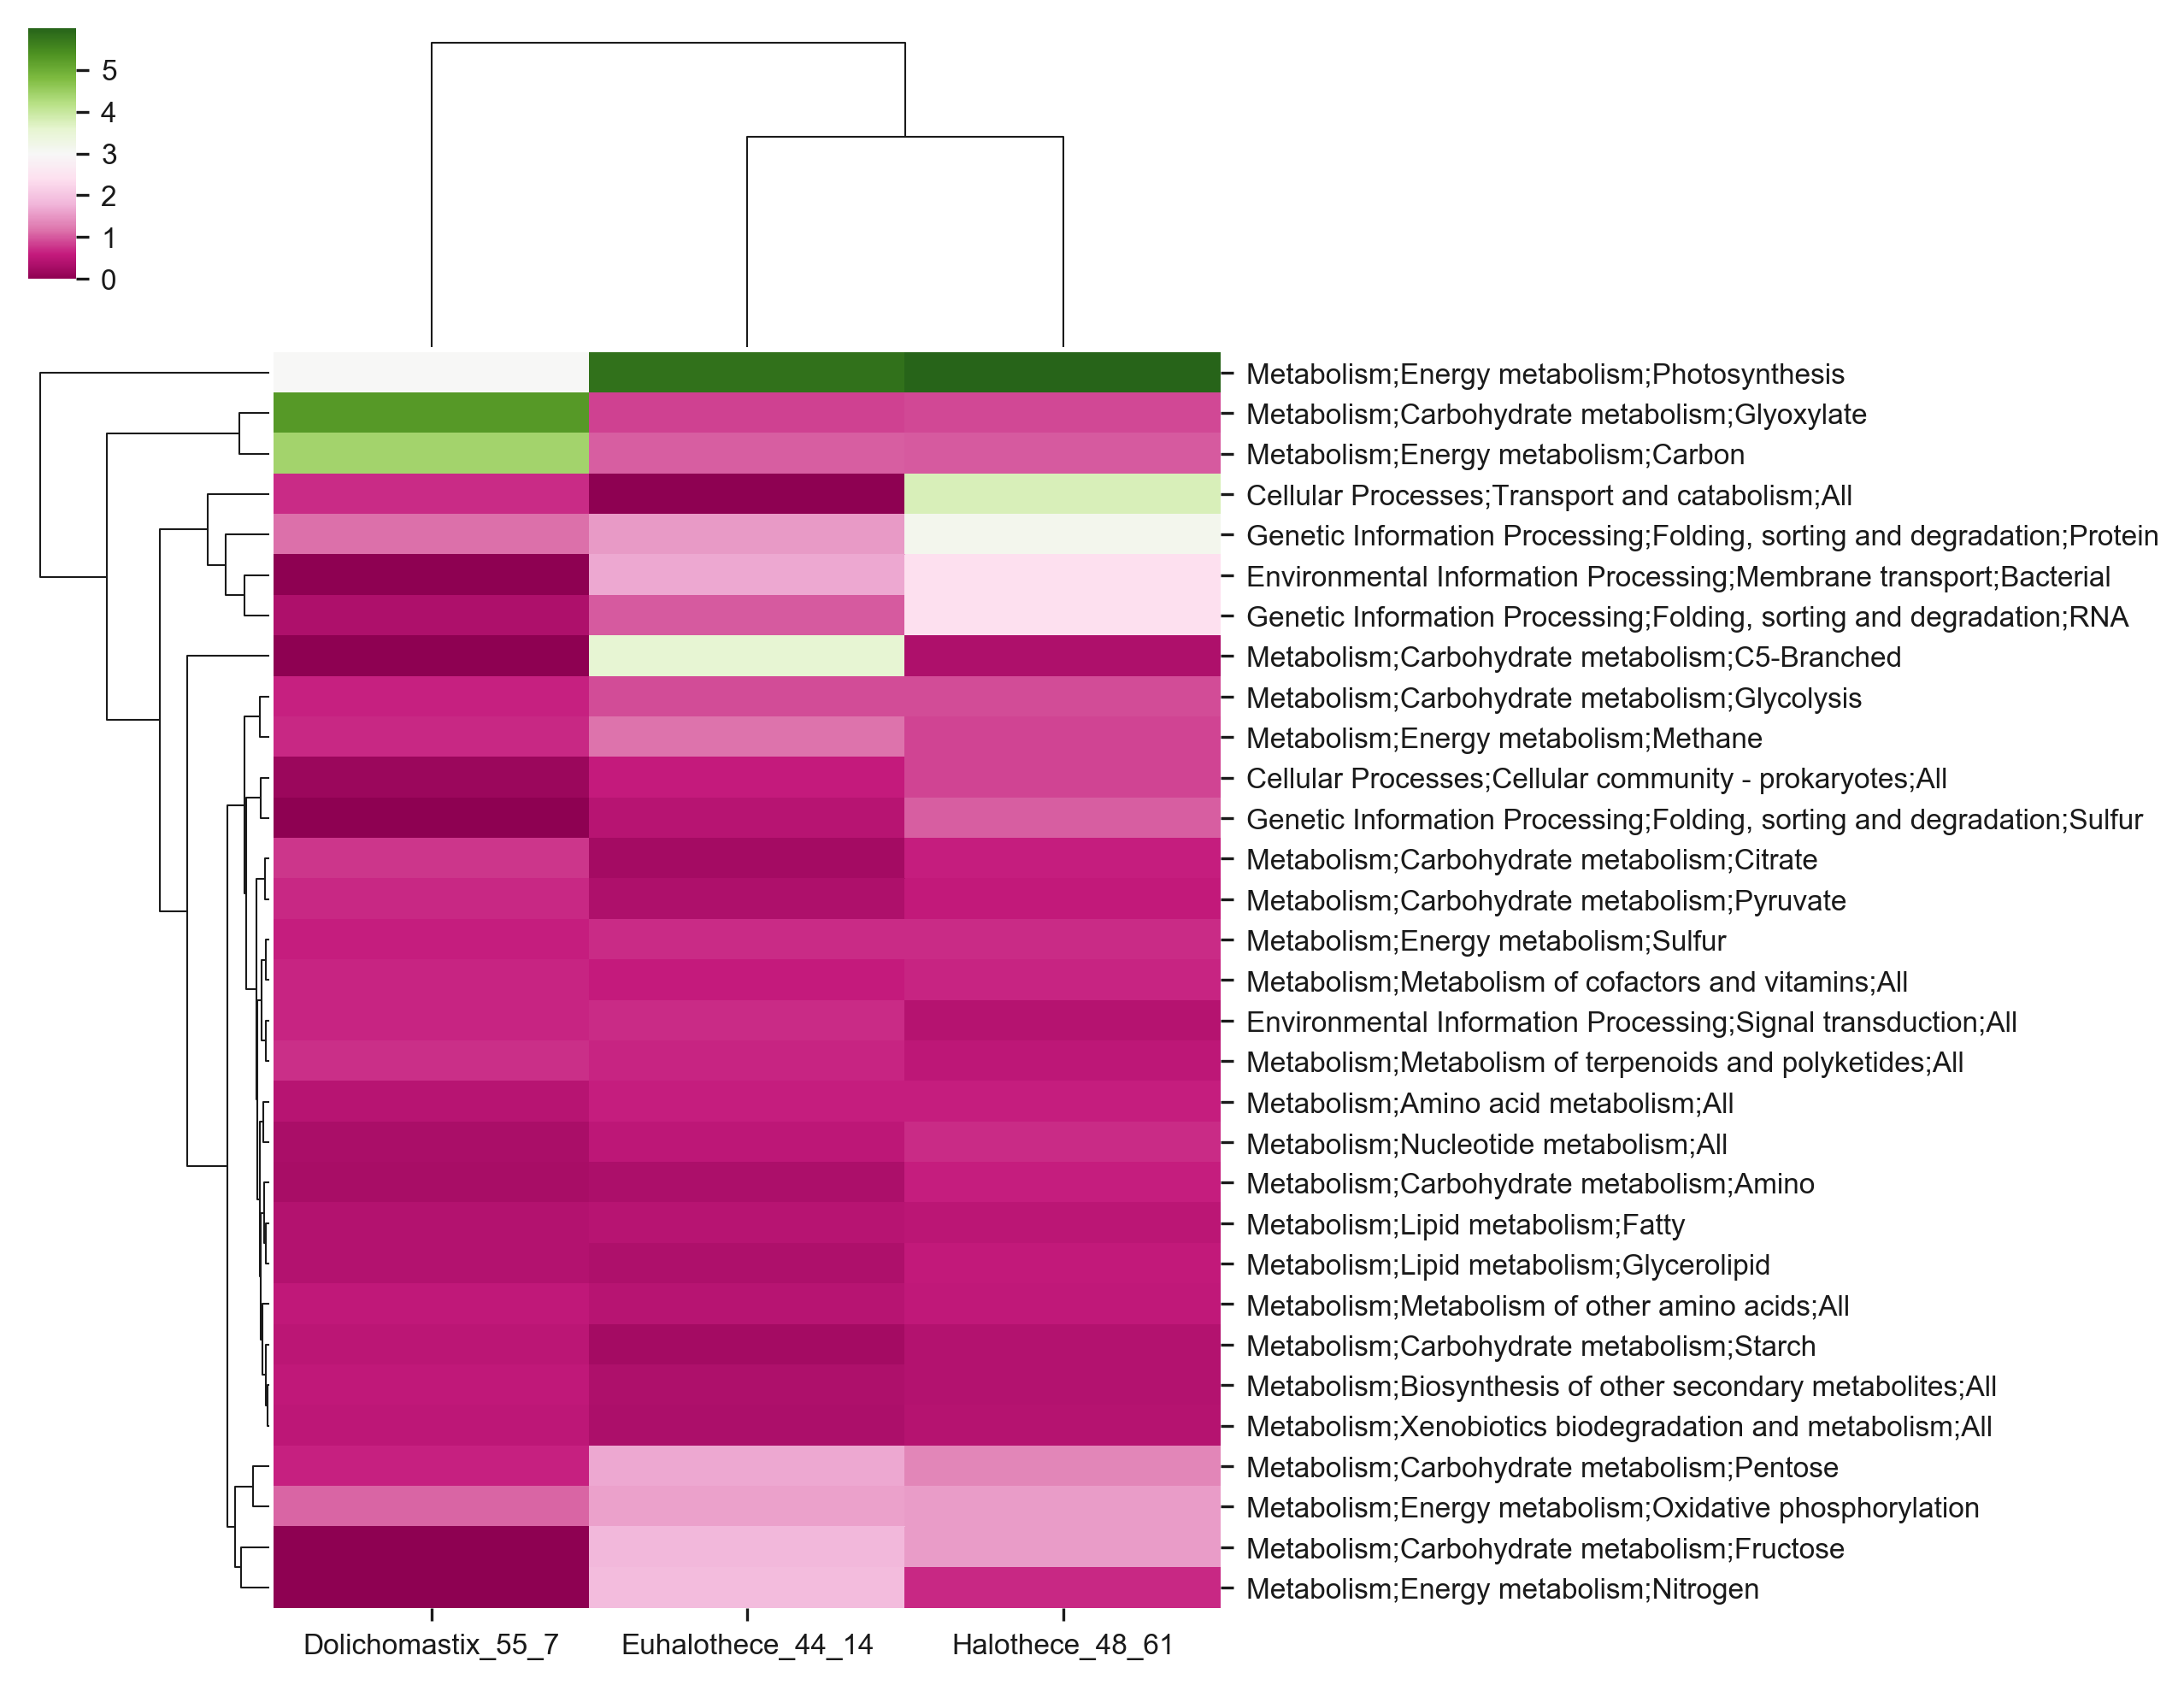 5
4
3
2
1
0
Metabolism;Energy metabolism;Photosynthesis
Metabolism;Carbohydrate metabolism;Glyoxylate
Metabolism;Energy metabolism;Carbon
Cellular Processes;Transport and catabolism;All
Genetic Information Processing;Folding, sorting and degradation;Protein
Environmental Information Processing;Membrane transport;Bacterial
Genetic Information Processing;Folding, sorting and degradation;RNA
Metabolism;Carbohydrate metabolism;C5-Branched
Metabolism;Carbohydrate metabolism;Glycolysis
Metabolism;Energy metabolism;Methane
Cellular Processes;Cellular community - prokaryotes;All
Genetic Information Processing;Folding, sorting and degradation;Sulfur
Metabolism;Carbohydrate metabolism;Citrate
Metabolism;Carbohydrate metabolism;Pyruvate
Metabolism;Energy metabolism;Sulfur
Metabolism;Metabolism of cofactors and vitamins;All
Environmental Information Processing;Signal transduction;All
Metabolism;Metabolism of terpenoids and polyketides;All
Metabolism;Amino acid metabolism;All
Metabolism;Nucleotide metabolism;All
Metabolism;Carbohydrate metabolism;Amino
Metabolism;Lipid metabolism;Fatty
Metabolism;Lipid metabolism;Glycerolipid
Metabolism;Metabolism of other amino acids;All
Metabolism;Carbohydrate metabolism;Starch
Metabolism;Biosynthesis of other secondary metabolites;All
Metabolism;Xenobiotics biodegradation and metabolism;All
Metabolism;Carbohydrate metabolism;Pentose
Metabolism;Energy metabolism;Oxidative phosphorylation
Metabolism;Carbohydrate metabolism;Fructose
Metabolism;Energy metabolism;Nitrogen
Dolichomastix_55_7 Euhalothece_44_14 Halothece_48_61